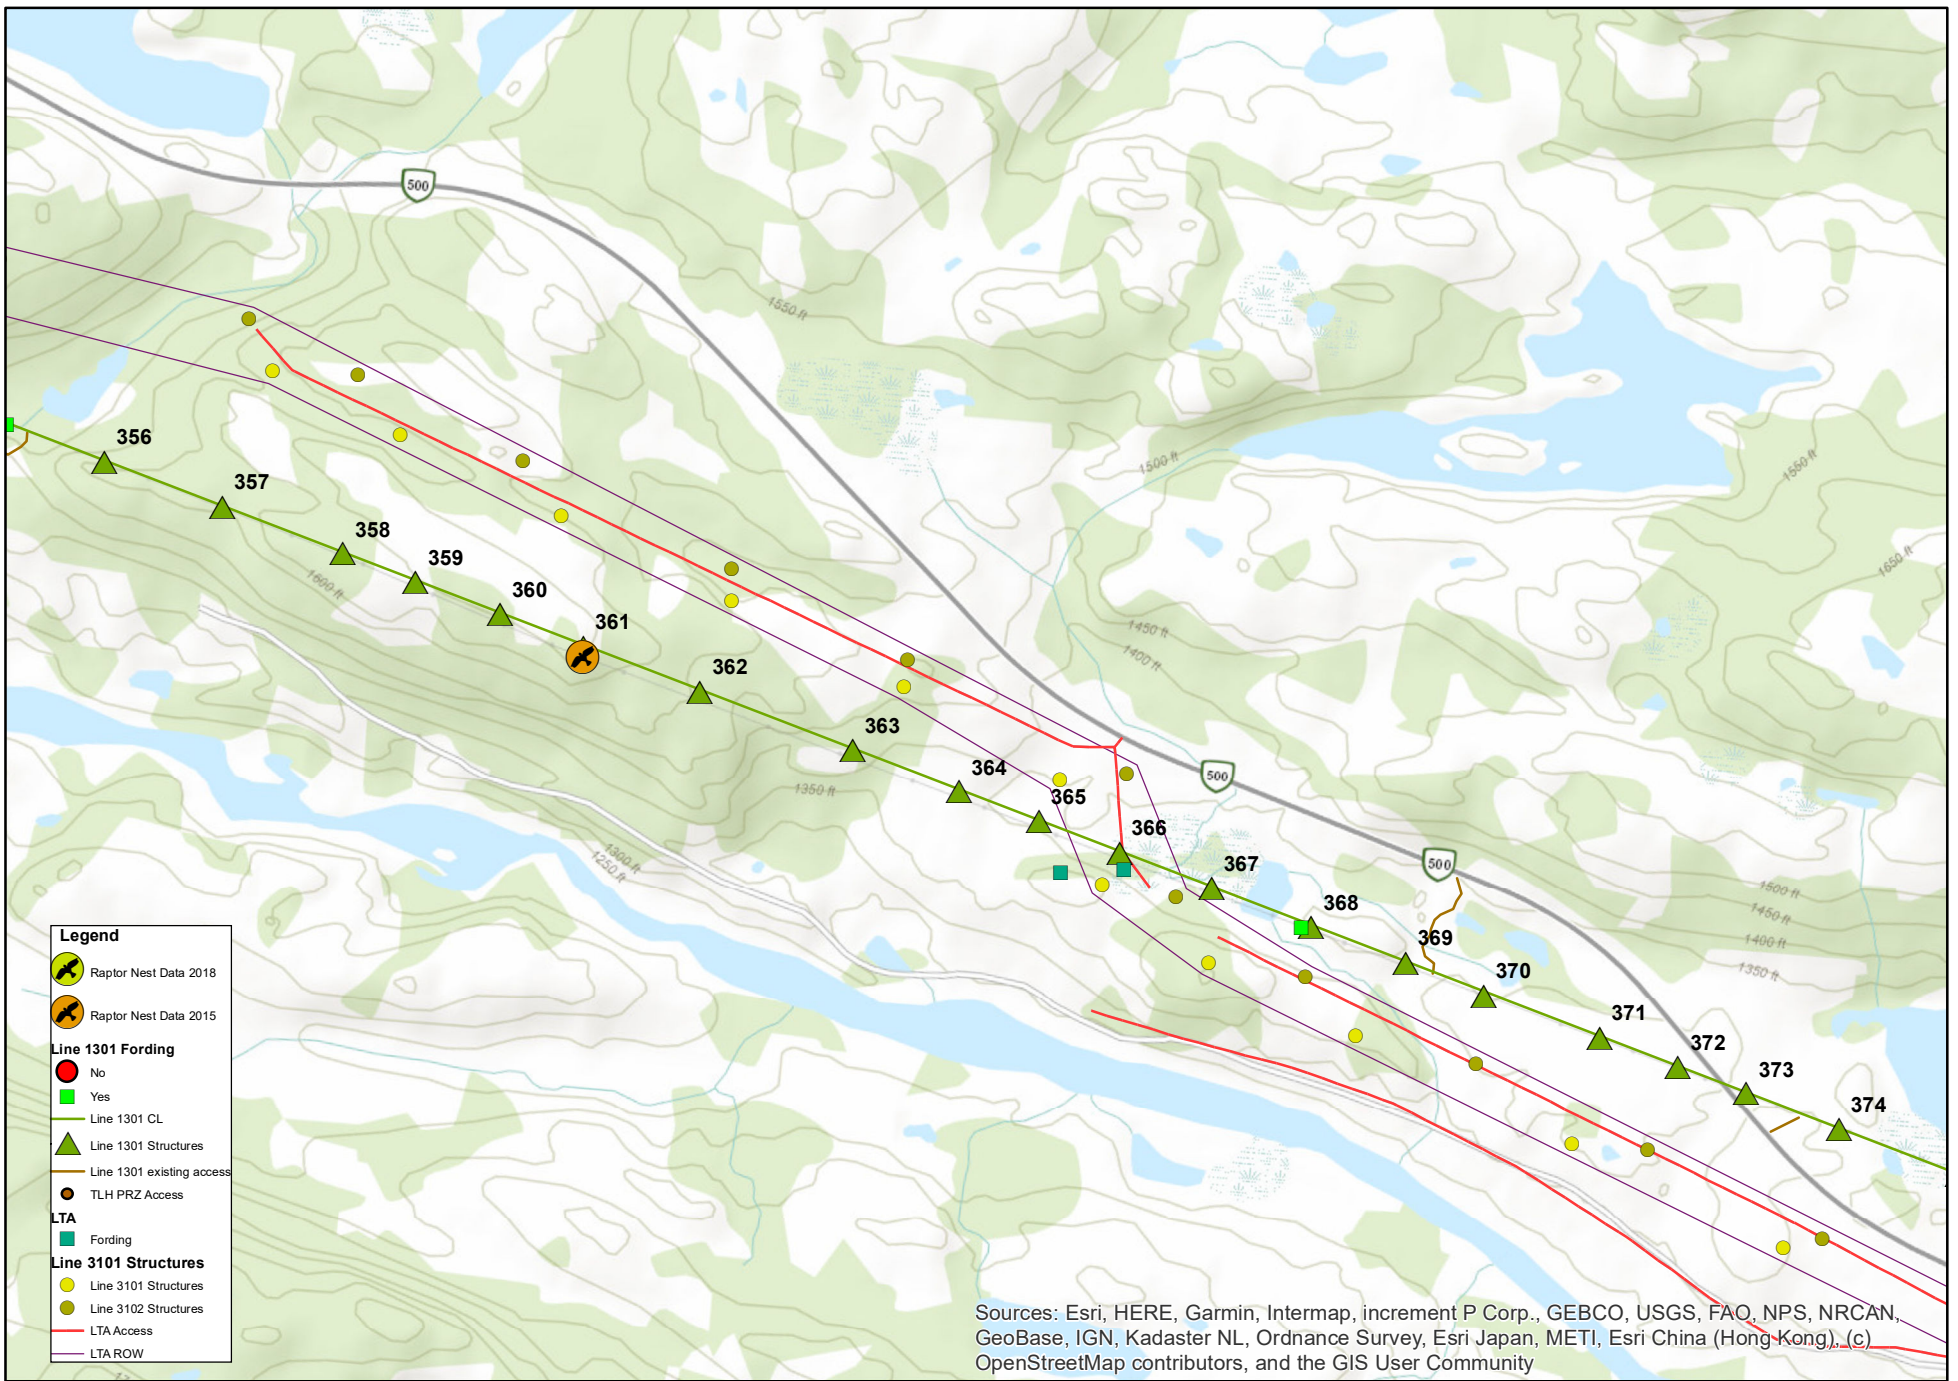 500
1550 ft
356
357
358
359
360
361
362
363
364
365
366
367
368
369
370
371
372
373
374
1500 ft
1550 ft
1650 ft
1450 ft
1400 ft
1600 ft
1350 ft
1300 ft
1250 ft
500
500
1500 ft
1450 ft
1400 ft
1350 ft
Legend
Raptor Nest Data 2018
Raptor Nest Data 2015
Line 1301 Fording
No
Yes
Line 1301 CL
Line 1301 Structures
Line 1301 existing access
TLH PRZ Access
LTA
Fording
Line 3101 Structures
Line 3101 Structures
Line 3102 Structures
LTA Access
LTA ROW
Sources: Esri, HERE, Garmin, Intermap, increment P Corp., GEBCO, USGS, FAO, NPS, NRCAN,
GeoBase, IGN, Kadaster NL, Ordnance Survey, Esri Japan, METI, Esri China (Hong Kong), (c)
OpenStreetMap contributors, and the GIS User Community